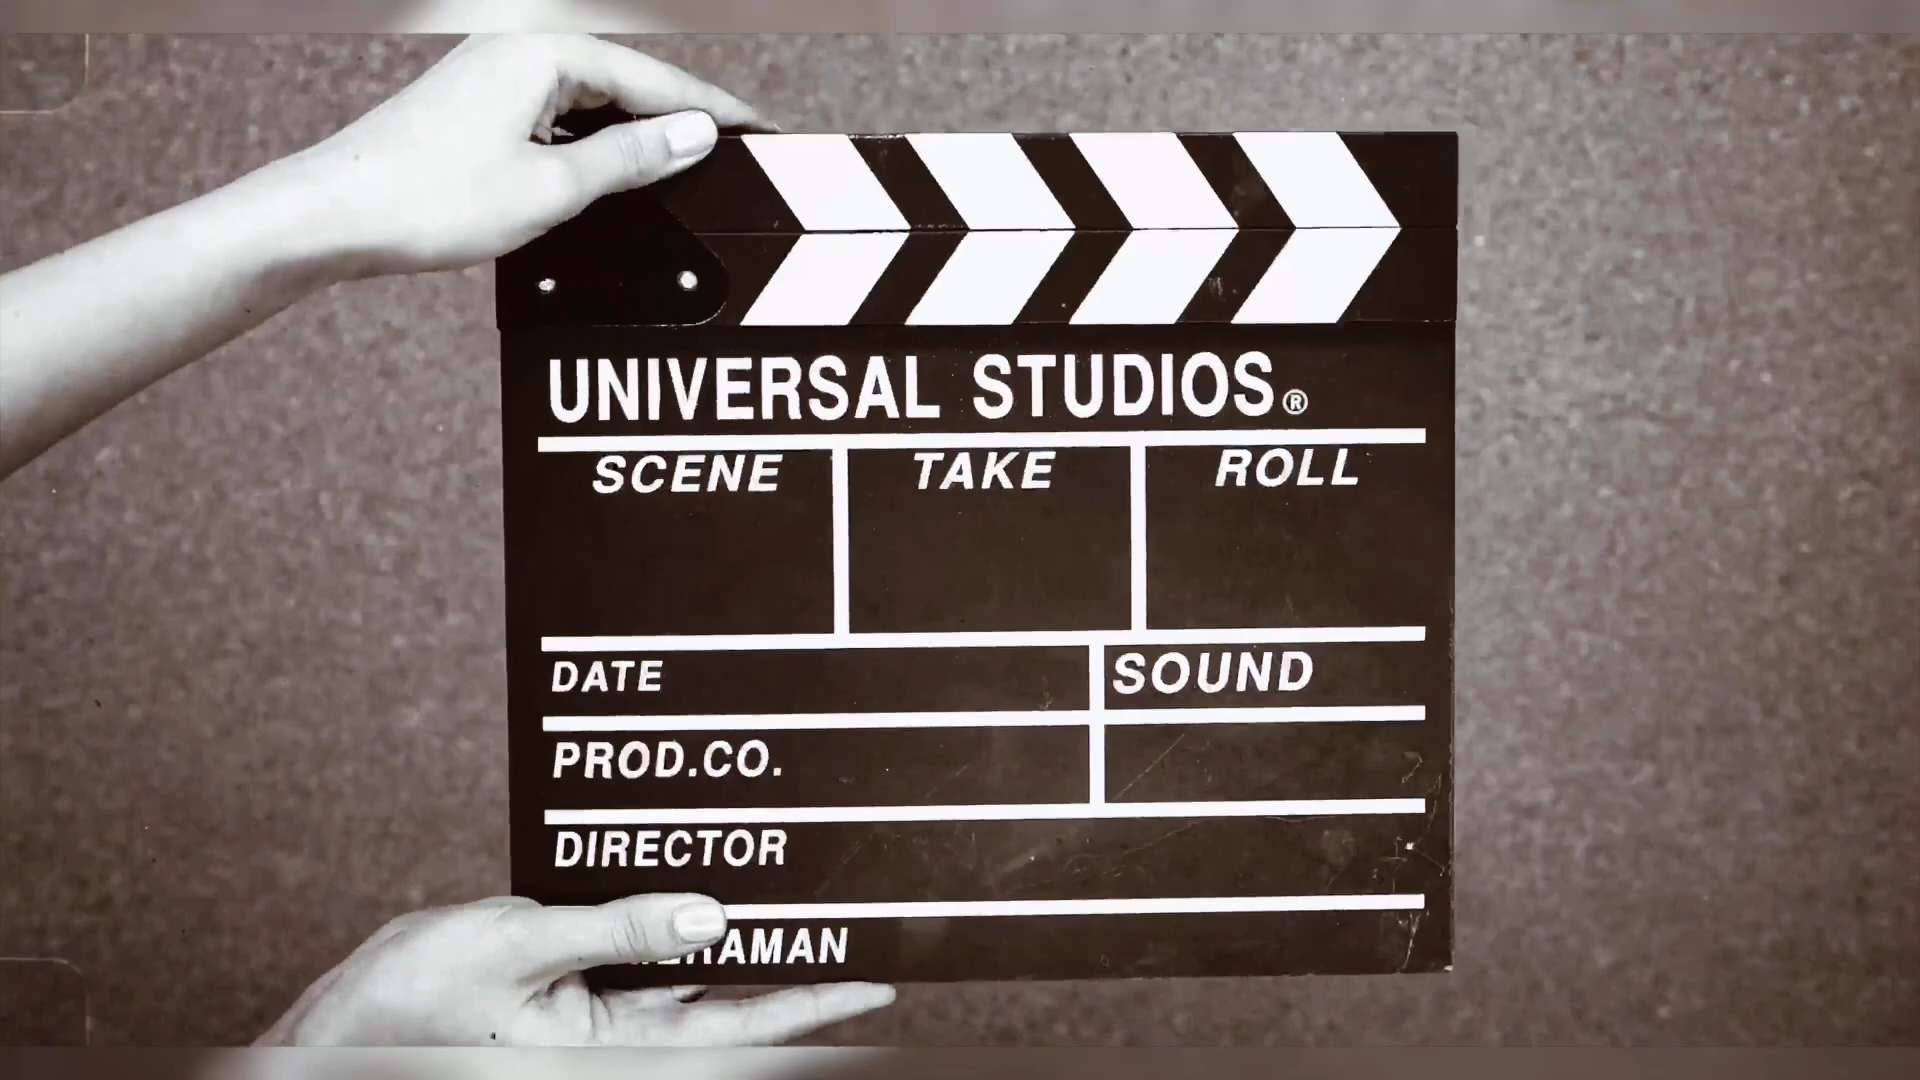 UNIVERSAL STUDIOS®
SCENE TAKE ROLL
DATE SOUND
PROD.CO.
DIRECTOR